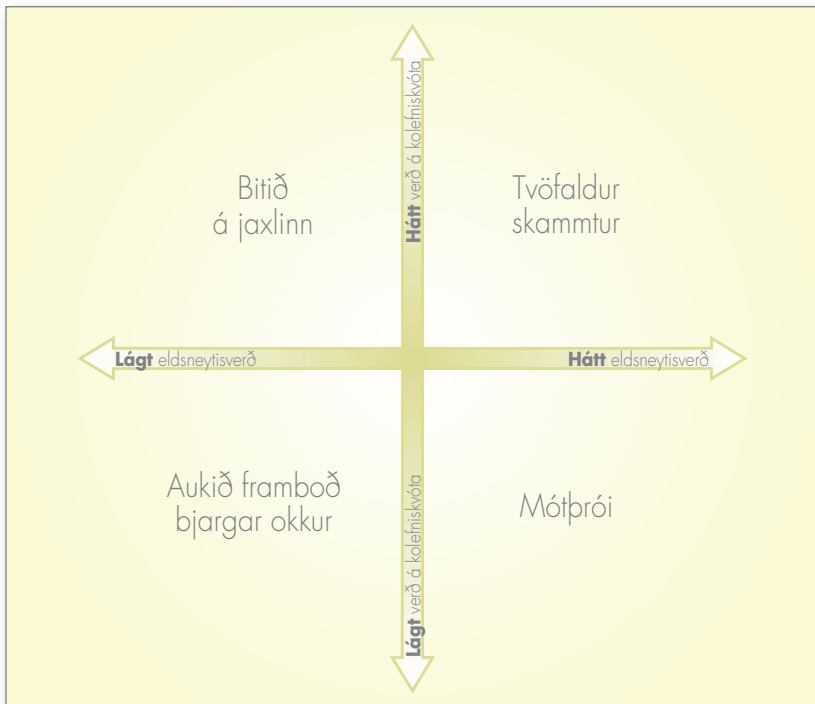 Hátt verð á kolefniskvóta
Bitið
á jaxlinn
Tvöfaldur
skammtur
Lágt eldsneytisverð
Hátt eldsneytisverð
Aukið framboð
bjargar okkur
Mótþrói
Lágt verð á kolefniskvóta